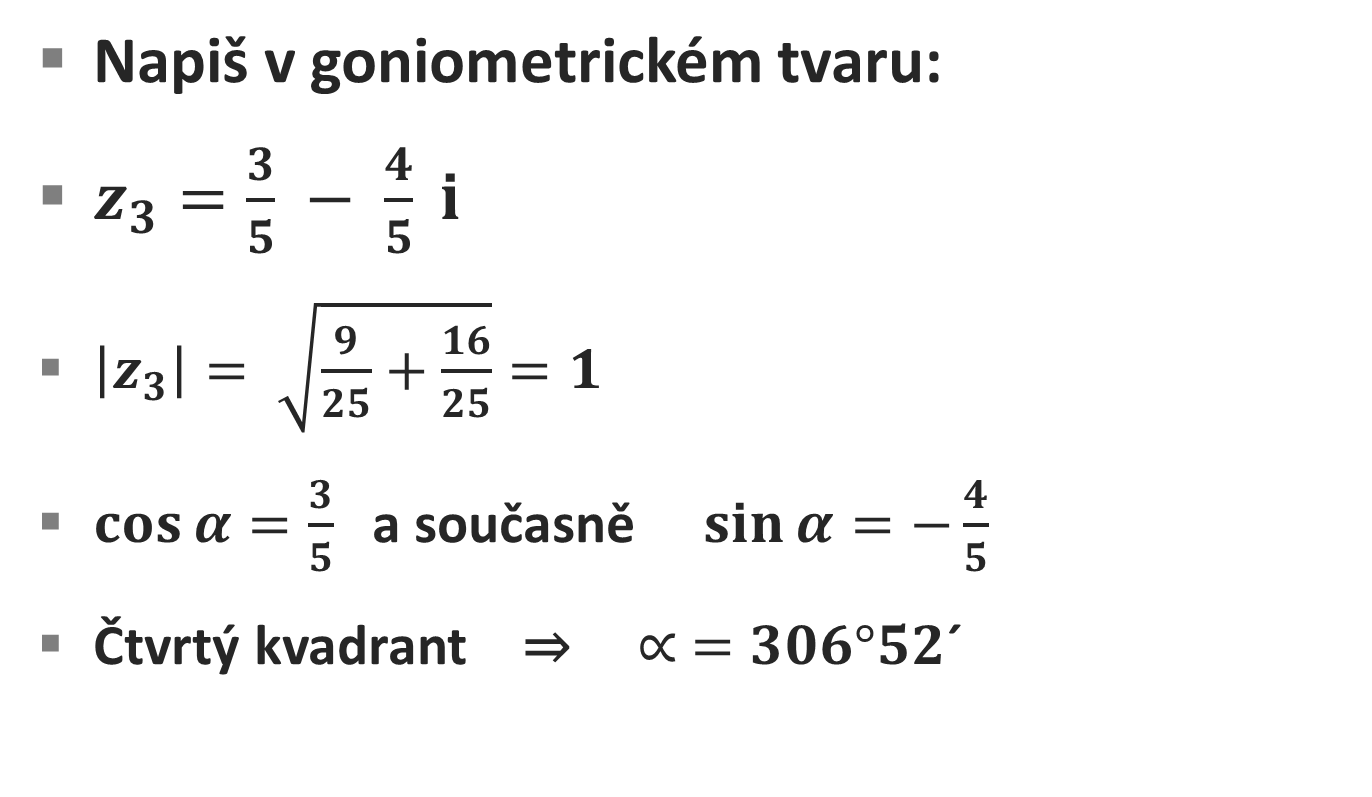 ▪ Napiš v goniometrickém tvaru:
▪ z₃ = 3/5 − 4/5 i
▪ |z₃| = √(9/25 + 16/25) = 1
▪ cos α = 3/5 a současně sin α = − 4/5
▪ Čtvrtý kvadrant ⇒ ∝ = 306°52´